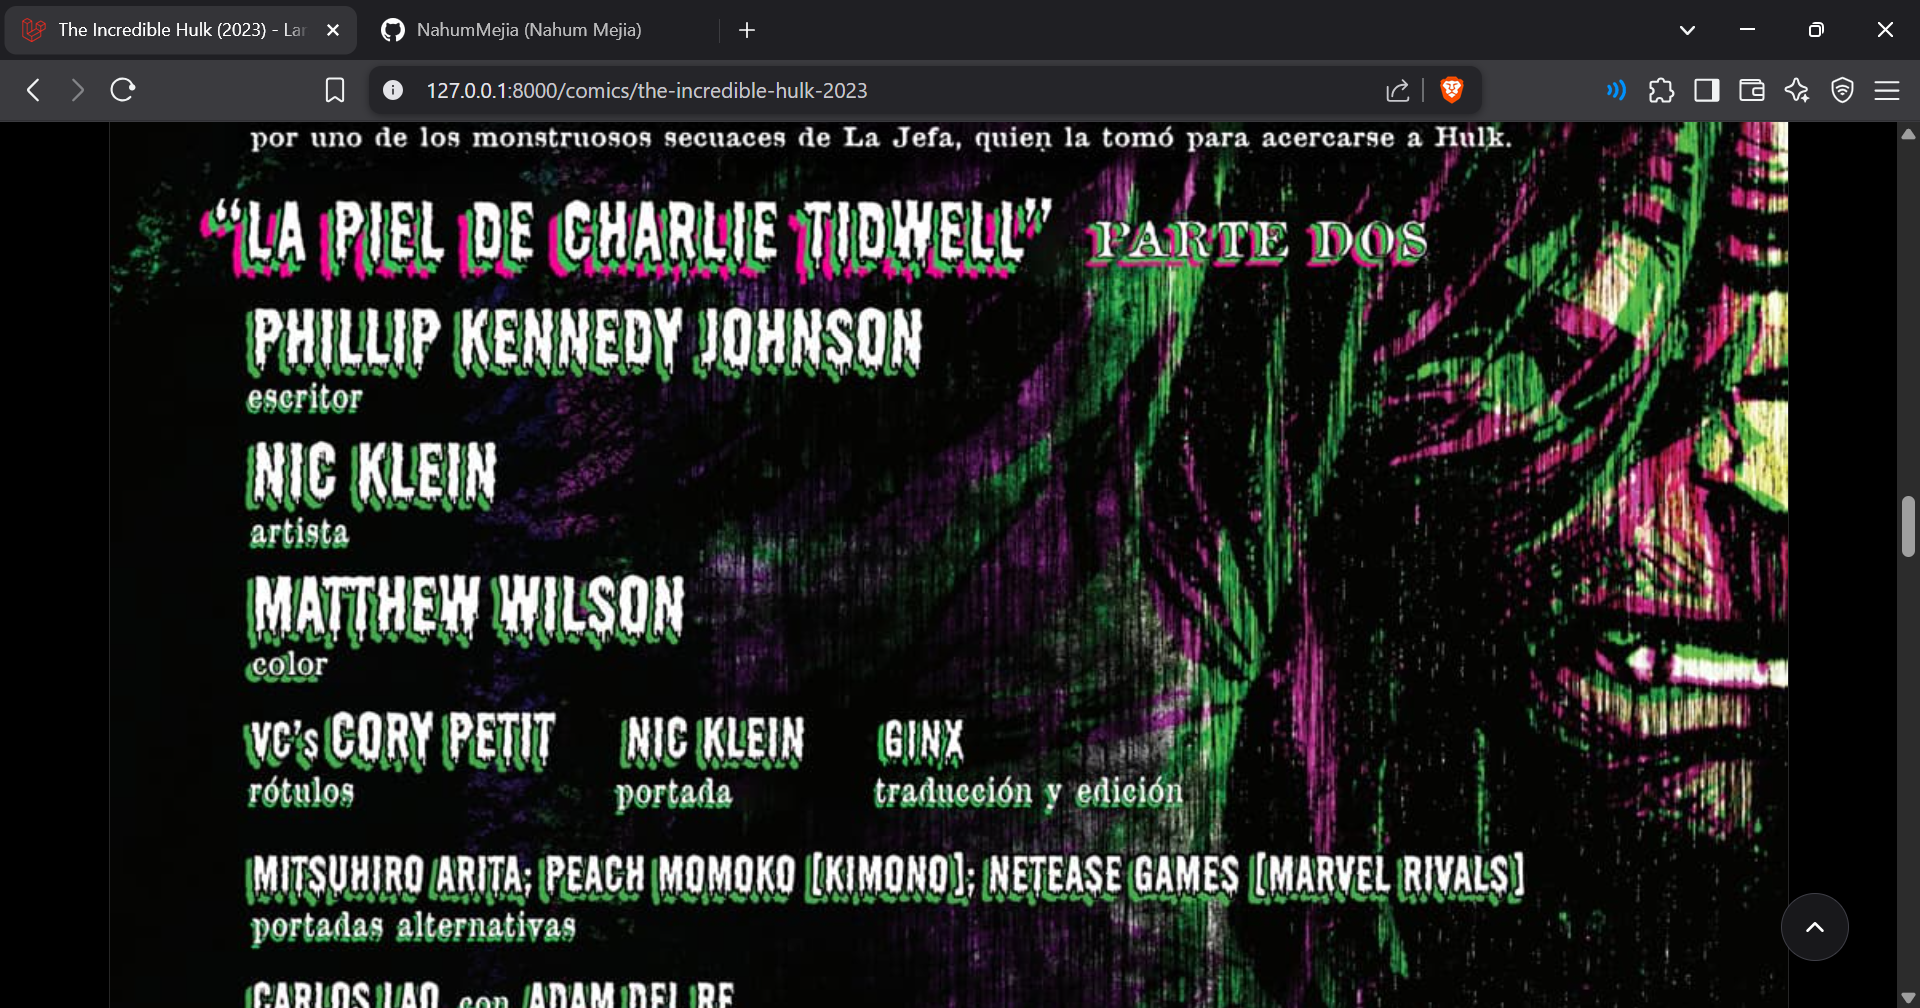 The Incredible Hulk (2023) - La
NahumMejia (Nahum Mejia)
127.0.0.1:8000/comics/the-incredible-hulk-2023
por uno de los monstruosos secuaces de La Jefa, quien la tomó para acercarse a Hulk.
“LA PIEL DE CHARLIE TIDWELL” PARTE DOS
PHILLIP KENNEDY JOHNSON
escritor
NIC KLEIN
artista
MATTHEW WILSON
color
VC's CORY PETIT NIC KLEIN GINX
rótulos portada traducción y edición
MITSUHIRO ARITA; PEACH MOMOKO [KIMONO]; NETEASE GAMES [MARVEL RIVALS]
portadas alternativas
CARLOS LAO con ADAM DEL RE